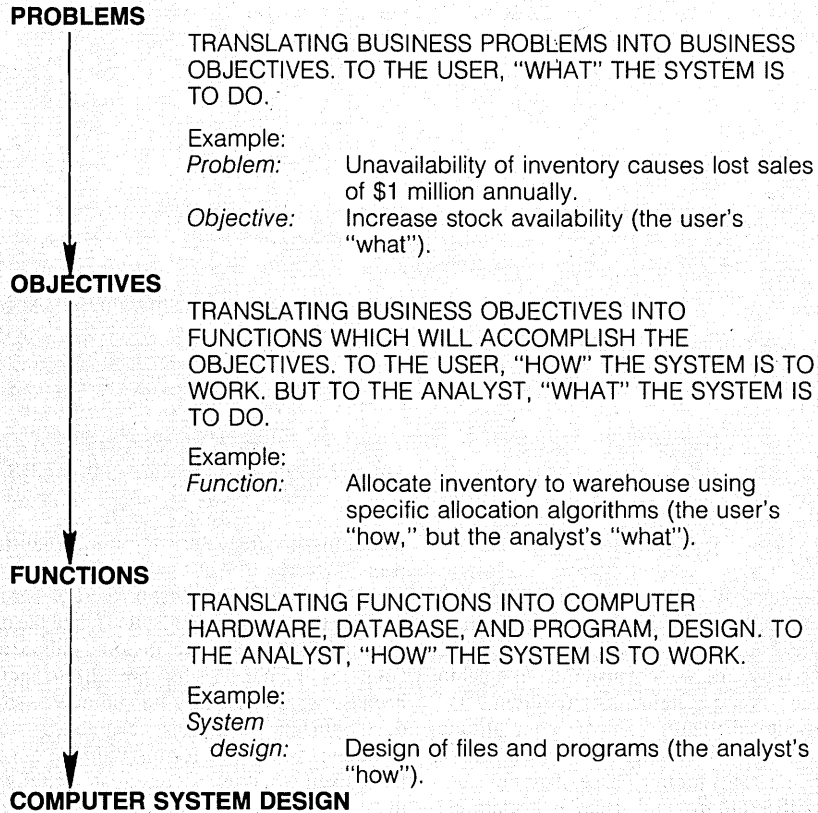 PROBLEMS
TRANSLATING BUSINESS PROBLEMS INTO BUSINESS
OBJECTIVES. TO THE USER, “WHAT” THE SYSTEM IS
TO DO.
Example:
Problem: Unavailability of inventory causes lost sales
of $1 million annually.
Objective: Increase stock availability (the user's
“what”).
OBJECTIVES
TRANSLATING BUSINESS OBJECTIVES INTO
FUNCTIONS WHICH WILL ACCOMPLISH THE
OBJECTIVES. TO THE USER, “HOW” THE SYSTEM IS TO
WORK. BUT TO THE ANALYST, “WHAT” THE SYSTEM IS
TO DO.
Example:
Function: Allocate inventory to warehouse using
specific allocation algorithms (the user's
“how,” but the analyst's “what”).
FUNCTIONS
TRANSLATING FUNCTIONS INTO COMPUTER
HARDWARE, DATABASE, AND PROGRAM, DESIGN. TO
THE ANALYST, “HOW” THE SYSTEM IS TO WORK.
Example:
System
design: Design of files and programs (the analyst's
“how”).
COMPUTER SYSTEM DESIGN